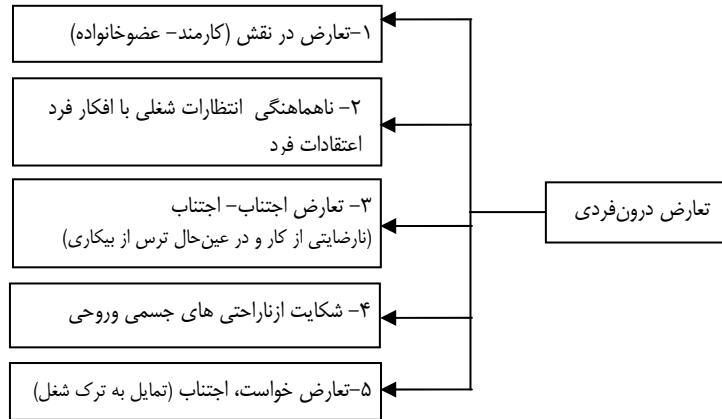 تعارض درون‌فردی
۱-تعارض در نقش (کارمند- عضوخانواده)
۲- ناهماهنگی انتظارات شغلی با افکار فرد
اعتقادات فرد
۳- تعارض اجتناب- اجتناب
(نارضایتی از کار و در عین‌حال ترس از بیکاری)
۴- شکایت ازناراحتی های جسمی وروحی
۵-تعارض خواست، اجتناب (تمایل به ترک شغل)